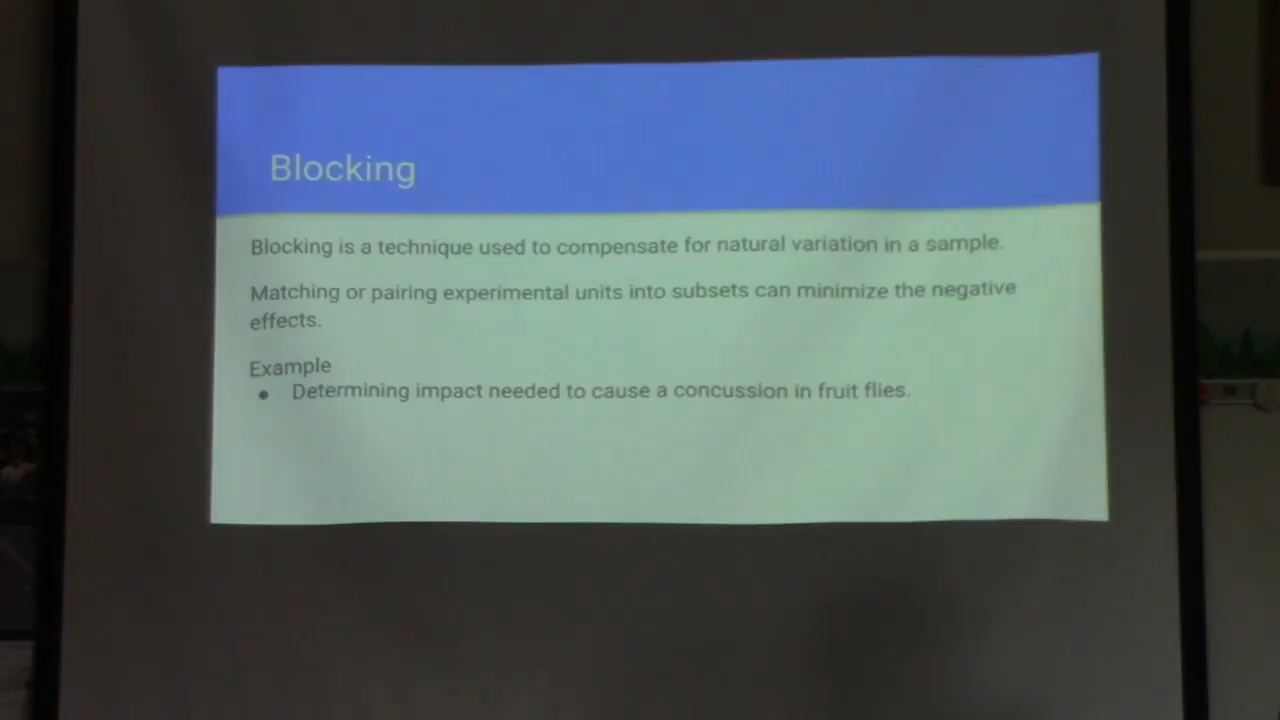 Blocking
Blocking is a technique used to compensate for natural variation in a sample.
Matching or pairing experimental units into subsets can minimize the negative
effects.
Example
● Determining impact needed to cause a concussion in fruit flies.